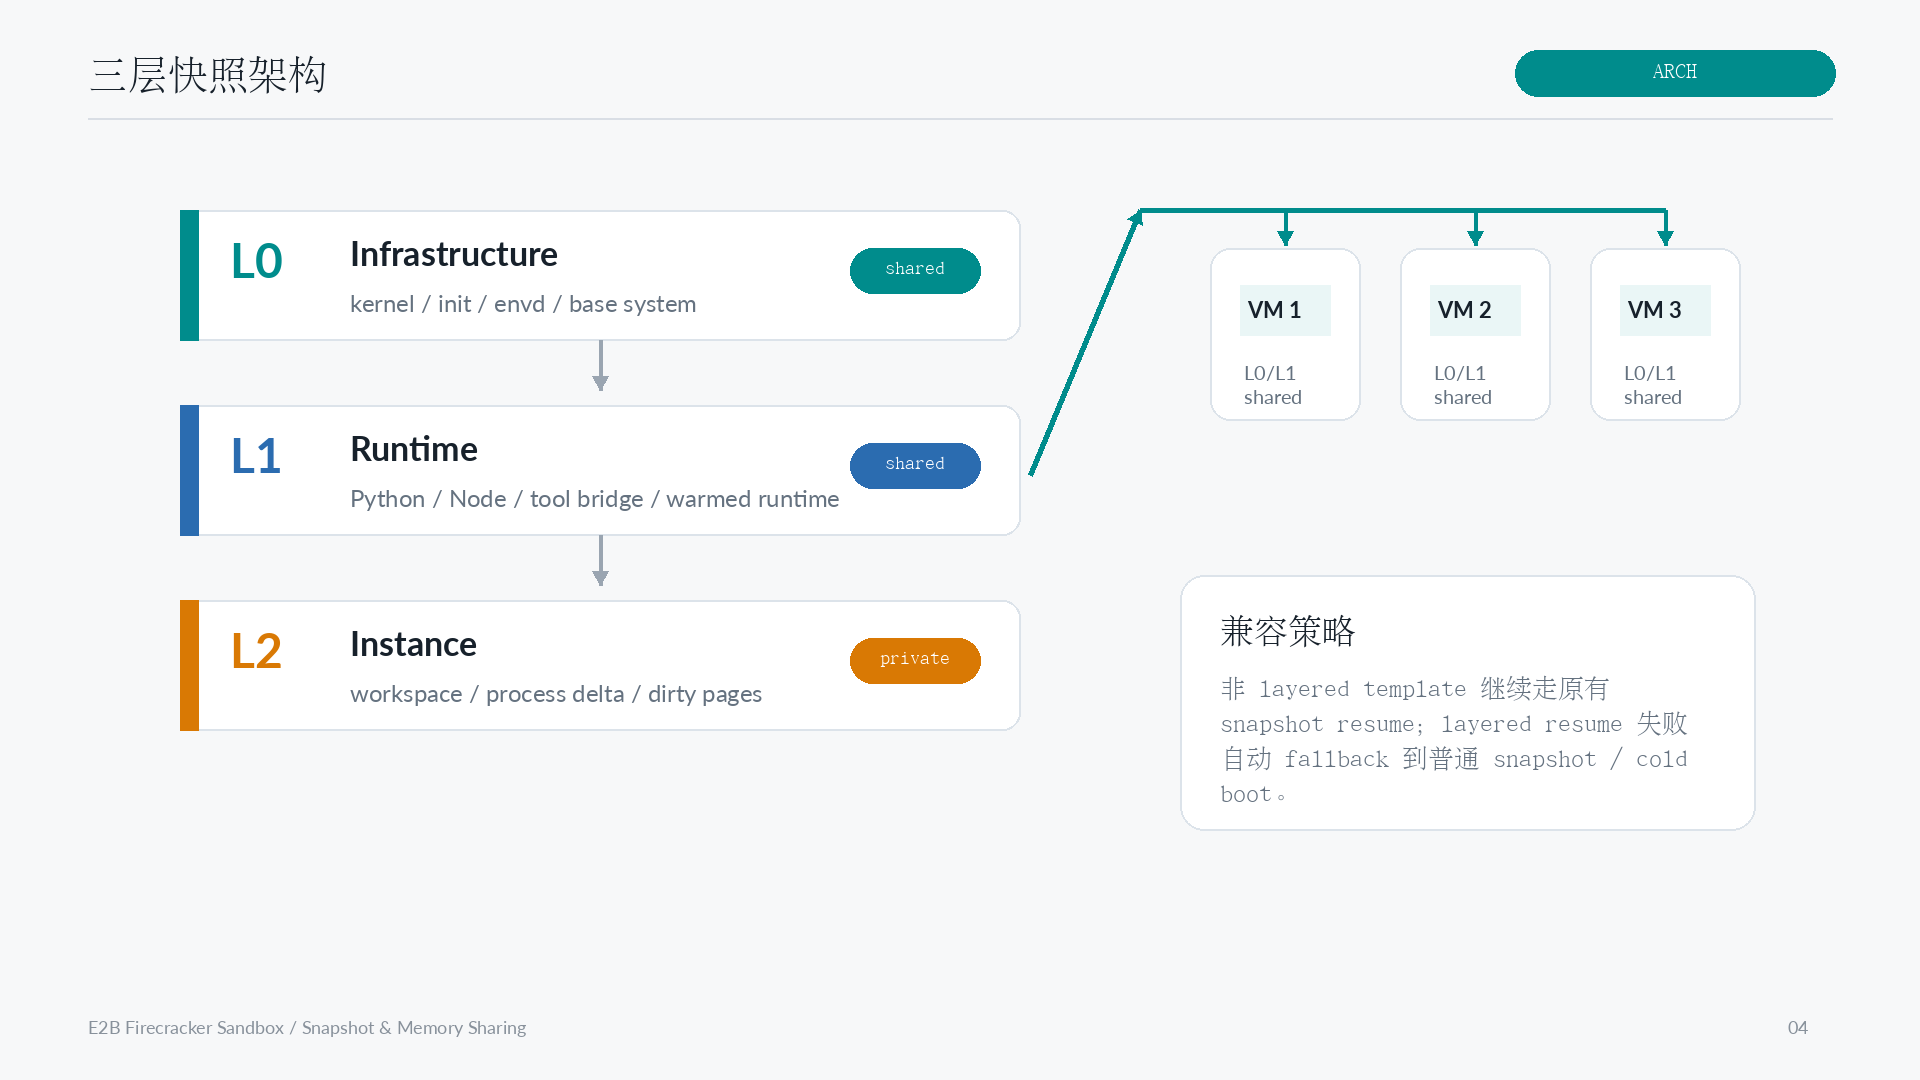 三层快照架构
ARCH
L0
Infrastructure
shared
kernel / init / envd / base system
L1
Runtime
shared
Python / Node / tool bridge / warmed runtime
L2
Instance
private
workspace / process delta / dirty pages
VM 1
L0/L1
shared
VM 2
L0/L1
shared
VM 3
L0/L1
shared
兼容策略
非 layered template 继续走原有
snapshot resume; layered resume 失败
自动 fallback 到普通 snapshot / cold
boot。
E2B Firecracker Sandbox / Snapshot & Memory Sharing
04